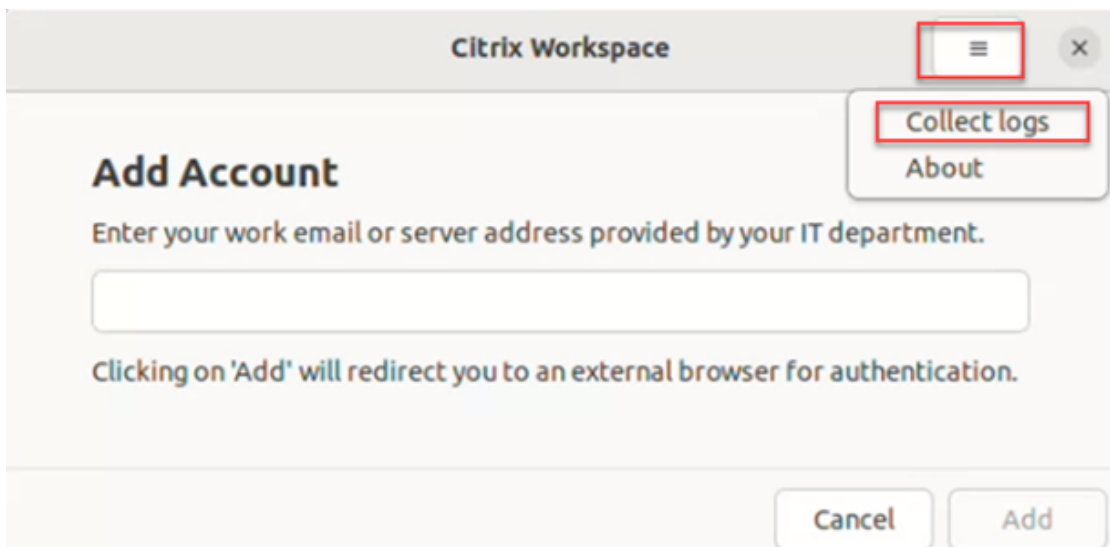 Citrix Workspace
Collect logs
About
Add Account
Enter your work email or server address provided by your IT department.
Clicking on 'Add' will redirect you to an external browser for authentication.
Cancel
Add